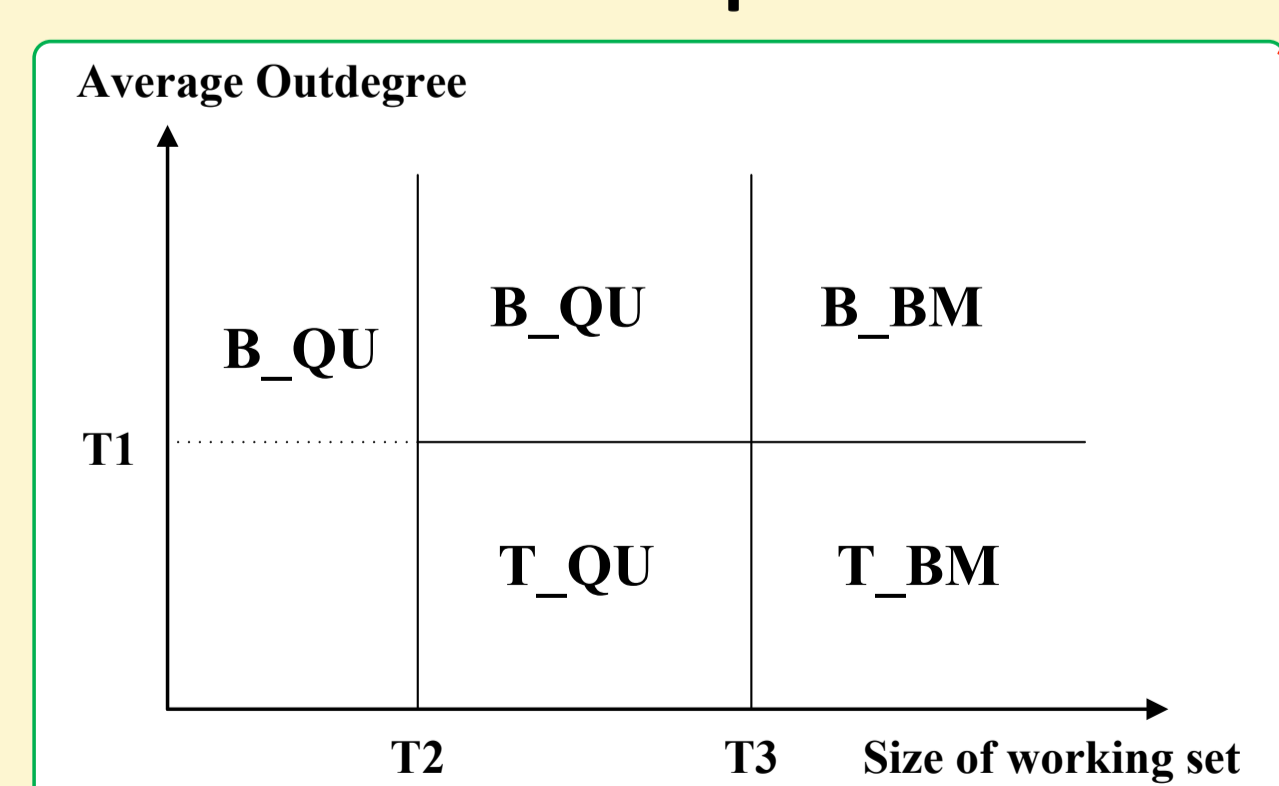 Average Outdegree
B_QU
B_BM
B_QU
T1
T_QU
T_BM
T2
T3
Size of working set